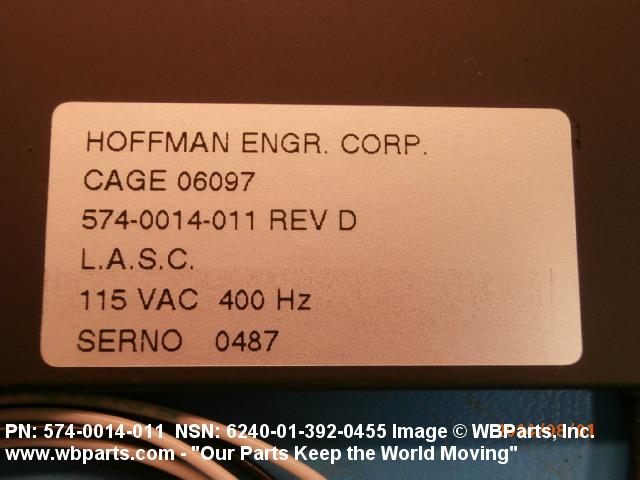 HOFFMAN ENGR. CORP.
CAGE 06097
574-0014-011 REV D
L.A.S.C.
115 VAC 400 Hz
SERNO 0487
PN: 574-0014-011 NSN: 6240-01-392-0455 Image © WBParts, Inc.
www.wbparts.com - "Our Parts Keep the World Moving"